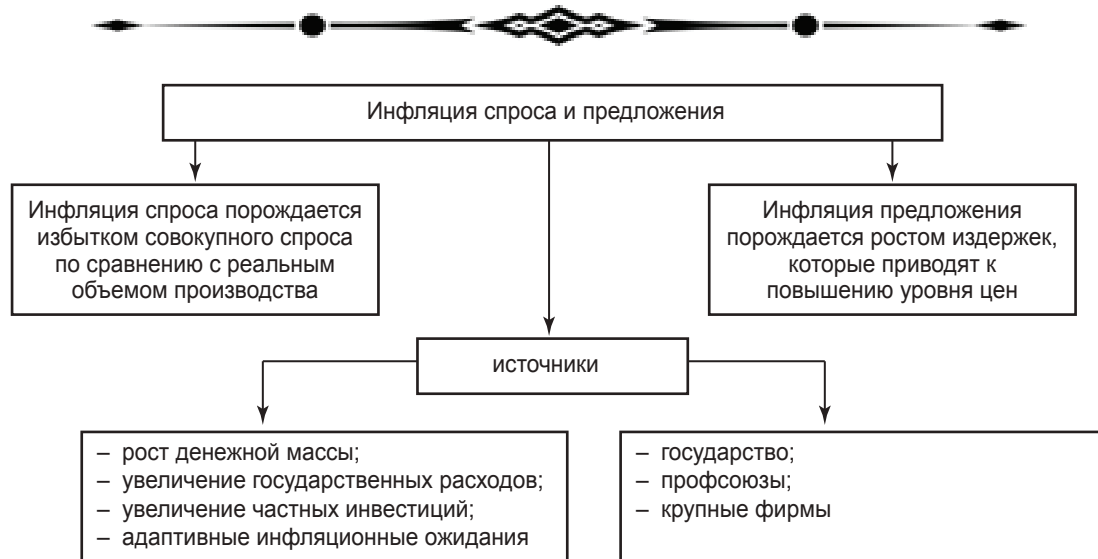 Инфляция спроса и предложения
Инфляция спроса порождается
избытком совокупного спроса
по сравнению с реальным
объемом производства
Инфляция предложения
порождается ростом издержек,
которые приводят к
повышению уровня цен
источники
– рост денежной массы;
– увеличение государственных расходов;
– увеличение частных инвестиций;
– адаптивные инфляционные ожидания
– государство;
– профсоюзы;
– крупные фирмы